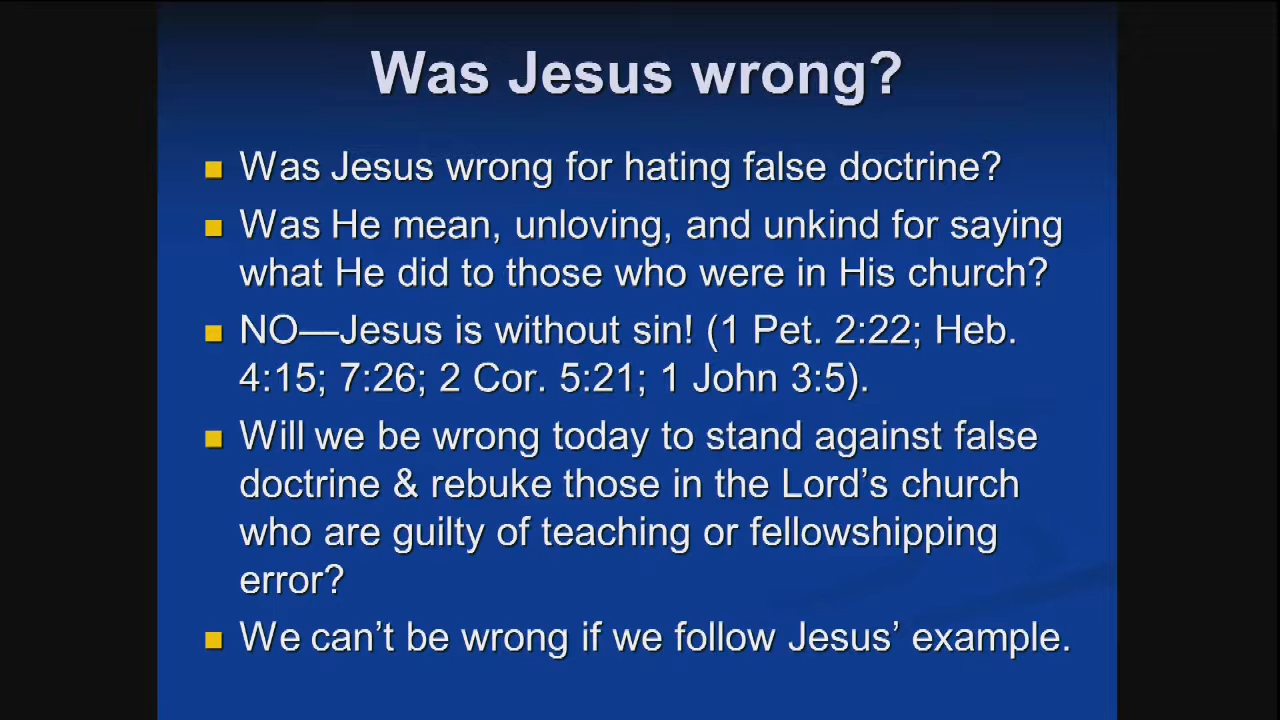 Was Jesus wrong?
Was Jesus wrong for hating false doctrine?
Was He mean, unloving, and unkind for saying
what He did to those who were in His church?
NO—Jesus is without sin! (1 Pet. 2:22; Heb.
4:15; 7:26; 2 Cor. 5:21; 1 John 3:5).
Will we be wrong today to stand against false
doctrine & rebuke those in the Lord’s church
who are guilty of teaching or fellowshipping
error?
We can’t be wrong if we follow Jesus’ example.